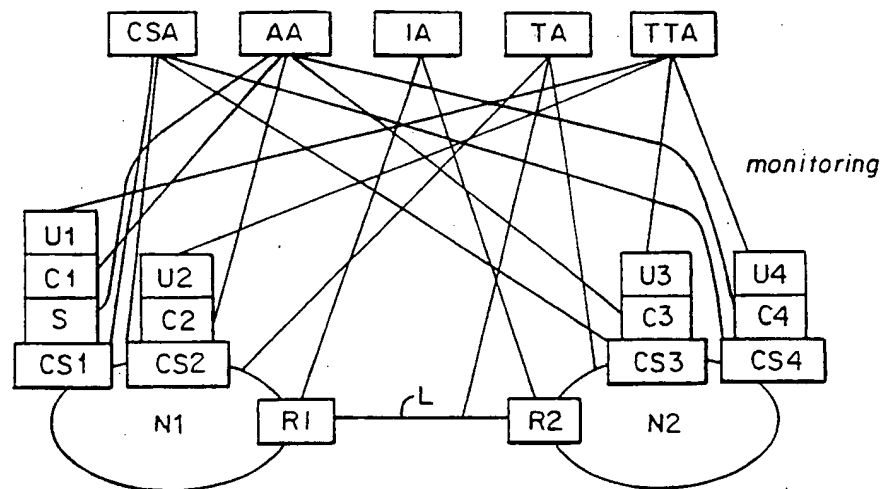 CSA AA IA TA TTA
monitoring
U1
C1 U2 U3 U4
S C2 C3 C4
CS1 CS2 CS3 CS4
L
N1 R1 R2 N2